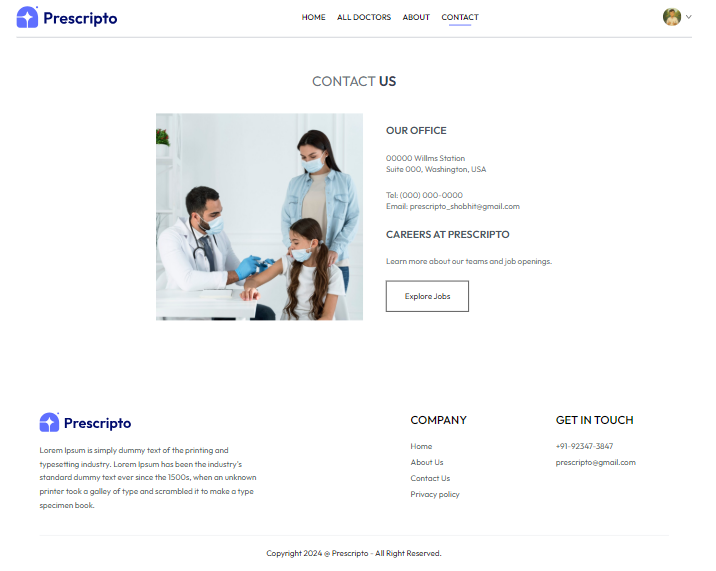 Prescripto
HOME ALL DOCTORS ABOUT CONTACT
CONTACT US
OUR OFFICE
00000 Willms Station
Suite 000, Washington, USA
Tel: (000) 000-0000
Email: prescripto_shobhit@gmail.com
CAREERS AT PRESCRIPTO
Learn more about our teams and job openings.
Explore Jobs
Prescripto
Lorem Ipsum is simply dummy text of the printing and
typesetting industry. Lorem Ipsum has been the industry's
standard dummy text ever since the 1500s, when an unknown
printer took a galley of type and scrambled it to make a type
specimen book.
COMPANY
Home
About Us
Contact Us
Privacy policy
GET IN TOUCH
+91-92347-3847
prescripto@gmail.com
Copyright 2024 @ Prescripto - All Right Reserved.